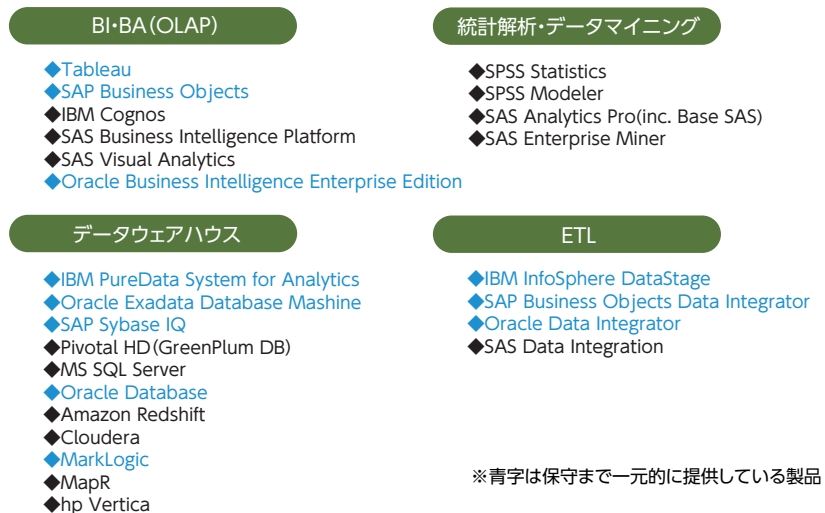 BI・BA（OLAP）
◆Tableau
◆SAP Business Objects
◆IBM Cognos
◆SAS Business Intelligence Platform
◆SAS Visual Analytics
◆Oracle Business Intelligence Enterprise Edition
統計解析・データマイニング
◆SPSS Statistics
◆SPSS Modeler
◆SAS Analytics Pro(inc. Base SAS)
◆SAS Enterprise Miner
データウェアハウス
◆IBM PureData System for Analytics
◆Oracle Exadata Database Mashine
◆SAP Sybase IQ
◆Pivotal HD（GreenPlum DB)
◆MS SQL Server
◆Oracle Database
◆Amazon Redshift
◆Cloudera
◆MarkLogic
◆MapR
◆hp Vertica
ETL
◆IBM InfoSphere DataStage
◆SAP Business Objects Data Integrator
◆Oracle Data Integrator
◆SAS Data Integration
※青字は保守まで一元的に提供している製品